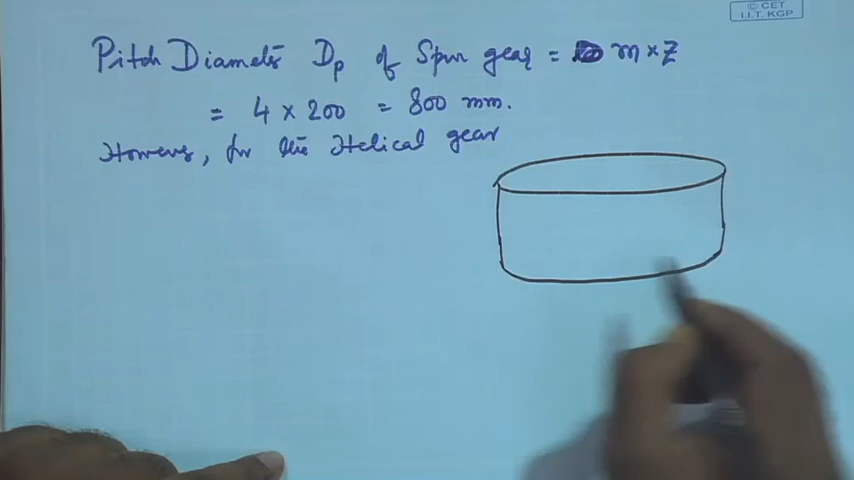 © CET
I.I.T. KGP
Pitch Diameter Dp of Spur gear = m × Z
= 4 × 200 = 800 mm.
However, for the Helical gear